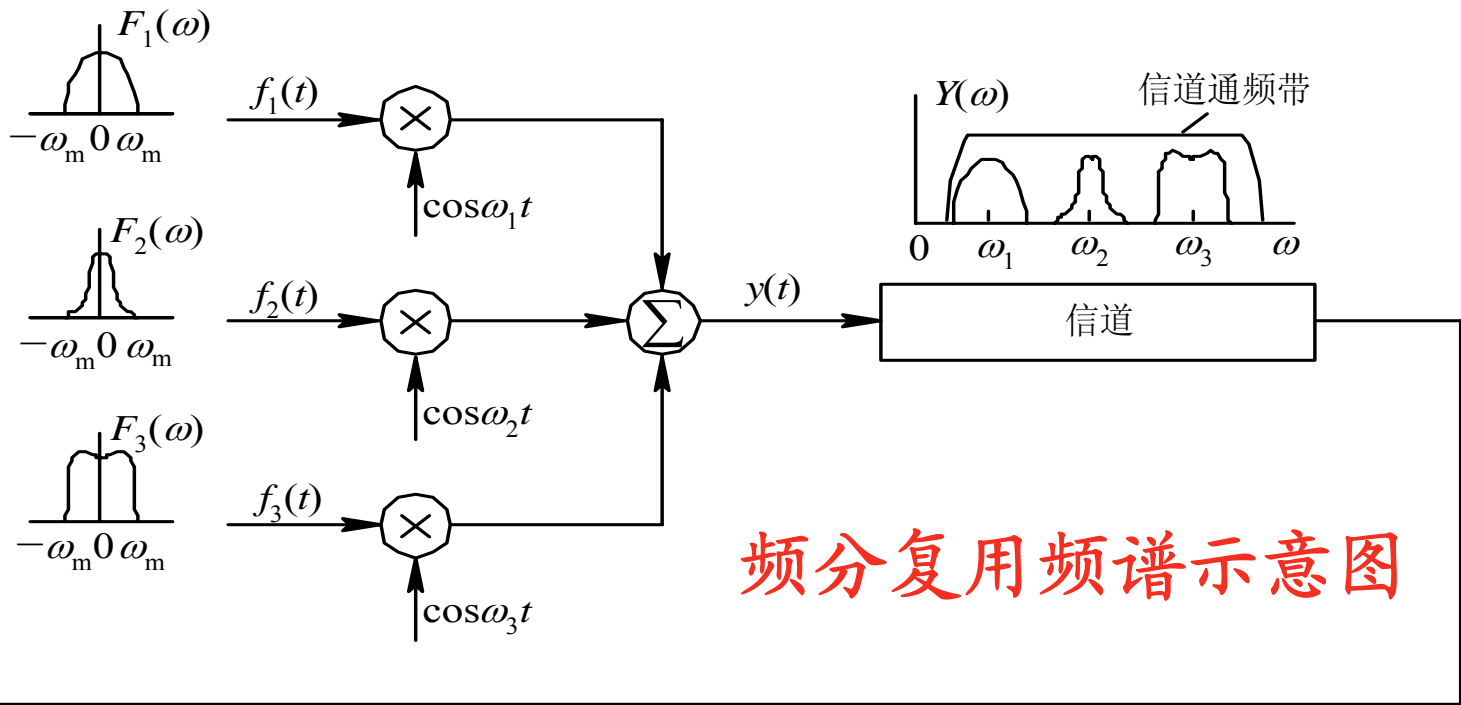 F₁(ω)
−ωₘ 0 ωₘ
f₁(t)
cosω₁t
F₂(ω)
−ωₘ 0 ωₘ
f₂(t)
cosω₂t
F₃(ω)
−ωₘ 0 ωₘ
f₃(t)
cosω₃t
Σ
y(t)
Y(ω)
信道通频带
0 ω₁ ω₂ ω₃ ω
信道
频分复用频谱示意图